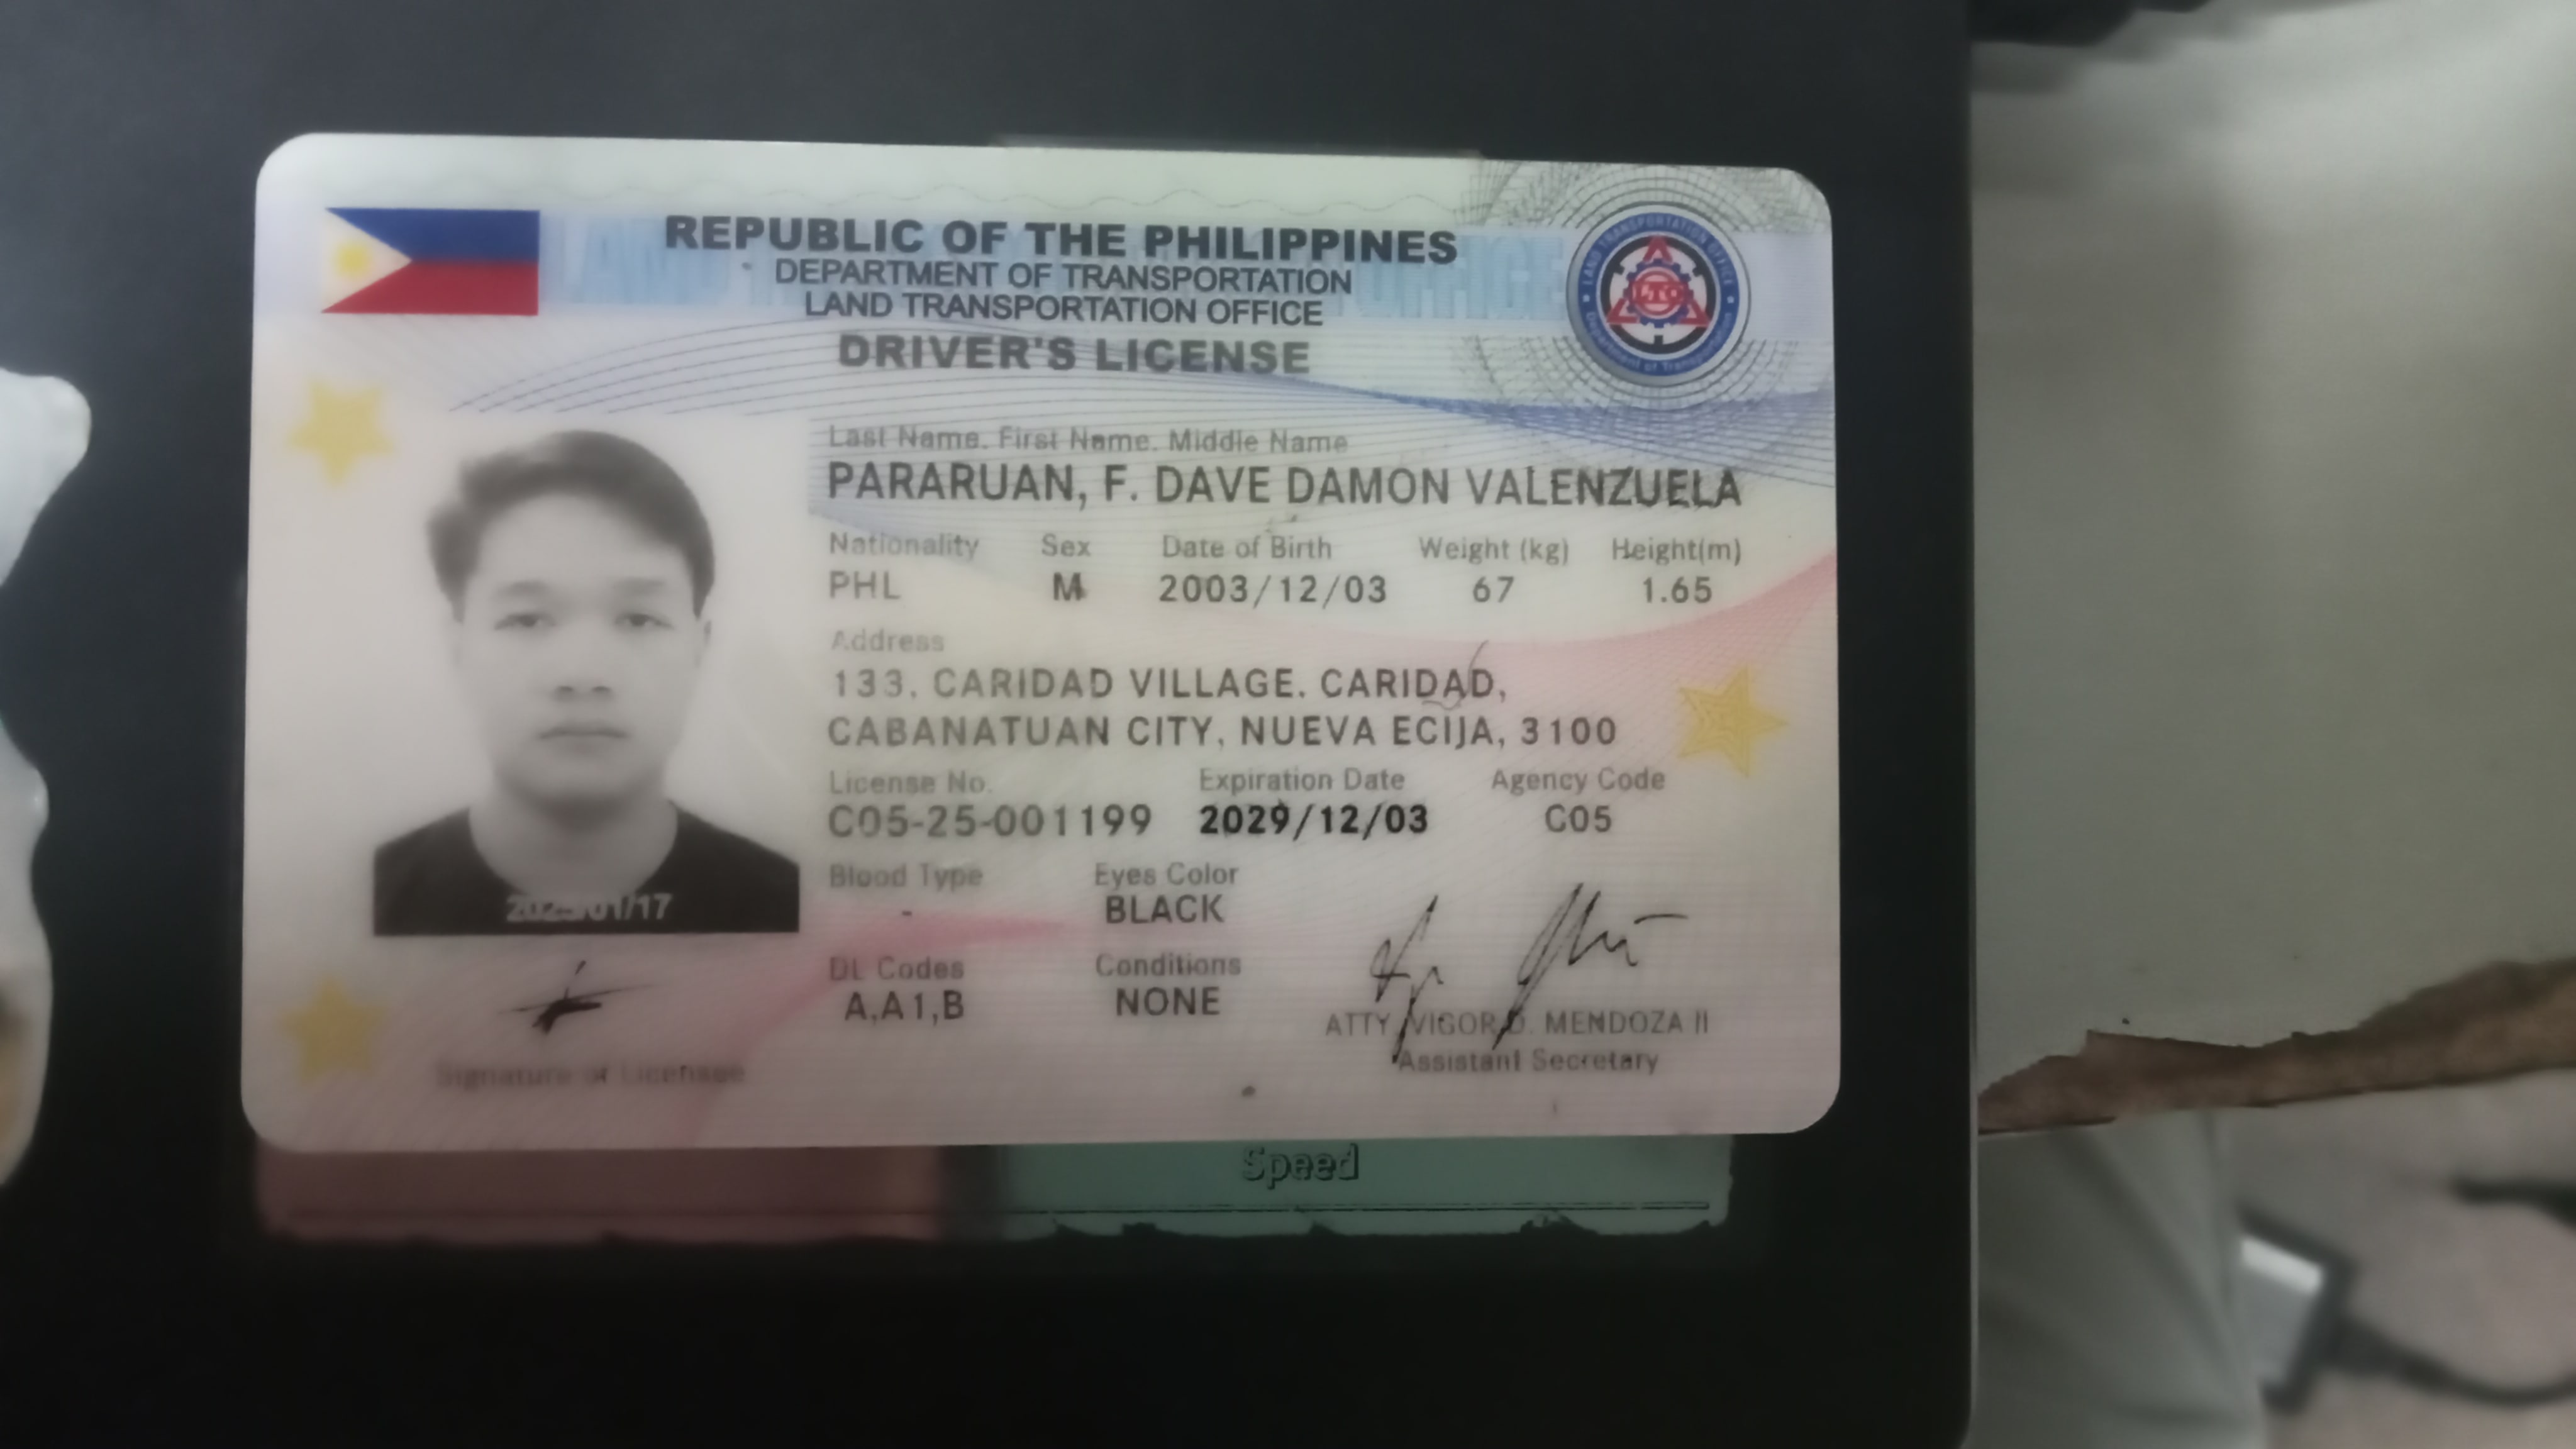 REPUBLIC OF THE PHILIPPINES
DEPARTMENT OF TRANSPORTATION
LAND TRANSPORTATION OFFICE
DRIVER'S LICENSE
LAND TRANSPORTATION OFFICE
LTO
Department of Transportation
Last Name, First Name, Middle Name
PARARUAN, F. DAVE DAMON VALENZUELA
Nationality Sex Date of Birth Weight (kg) Height(m)
PHL M 2003/12/03 67 1.65
Address
133, CARIDAD VILLAGE, CARIDAD,
CABANATUAN CITY, NUEVA ECIJA, 3100
License No. Expiration Date Agency Code
C05-25-001199 2029/12/03 C05
Blood Type Eyes Color
- BLACK
DL Codes Conditions
A,A1,B NONE
ATTY. VIGOR D. MENDOZA II
Assistant Secretary
Signature of Licensee
Speed